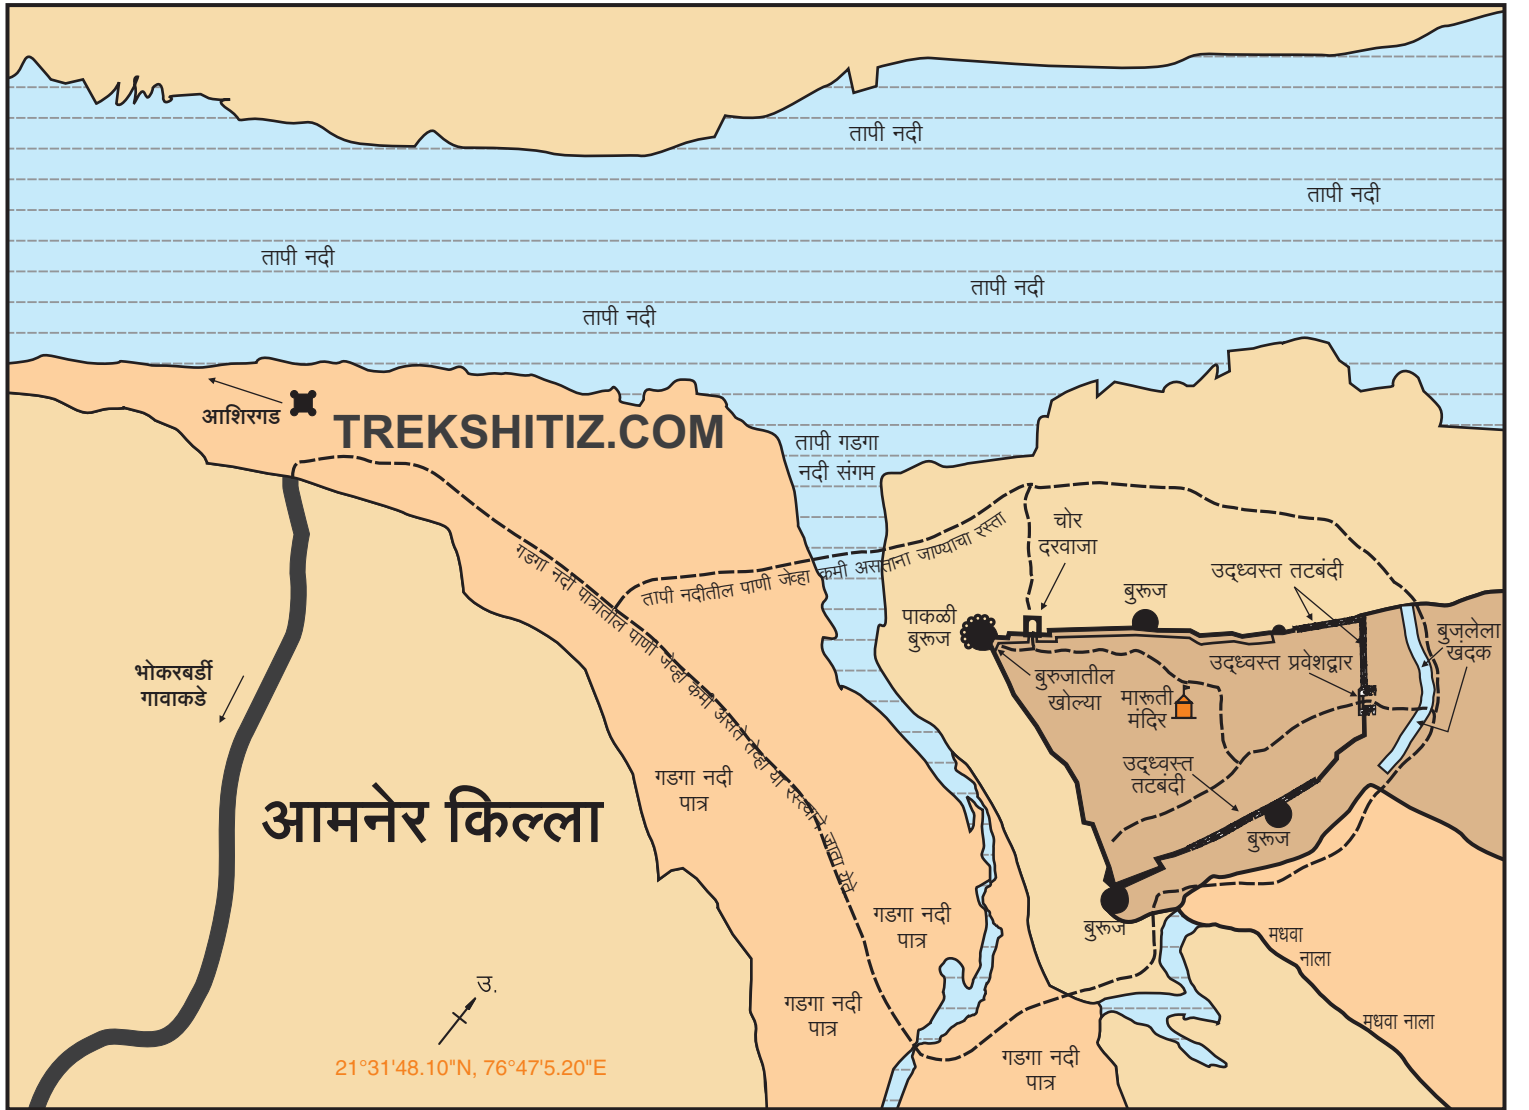 तापी नदी
तापी नदी
तापी नदी
तापी नदी
तापी नदी
आशिरगड
TREKSHITIZ.COM
तापी गडगा
नदी संगम
गडगा नदी पात्रातील पाणी जेव्हा कमी असते तेव्हा या रस्त्याने जाता येते
तापी नदीतील पाणी जेव्हा कमी असताना जाण्याचा रस्ता
चोर
दरवाजा
उद्ध्वस्त तटबंदी
बुरूज
पाकळी
बुरूज
बुजलेला
खंदक
उद्ध्वस्त प्रवेशद्वार
बुरुजातील
खोल्या
मारूती
मंदिर
भोकरबर्डी
गावाकडे
उद्ध्वस्त
तटबंदी
गडगा नदी
पात्र
आमनेर किल्ला
बुरूज
गडगा नदी
पात्र
बुरूज
मधवा
नाला
उ.
गडगा नदी
पात्र
मधवा नाला
21°31'48.10"N, 76°47'5.20"E
गडगा नदी
पात्र